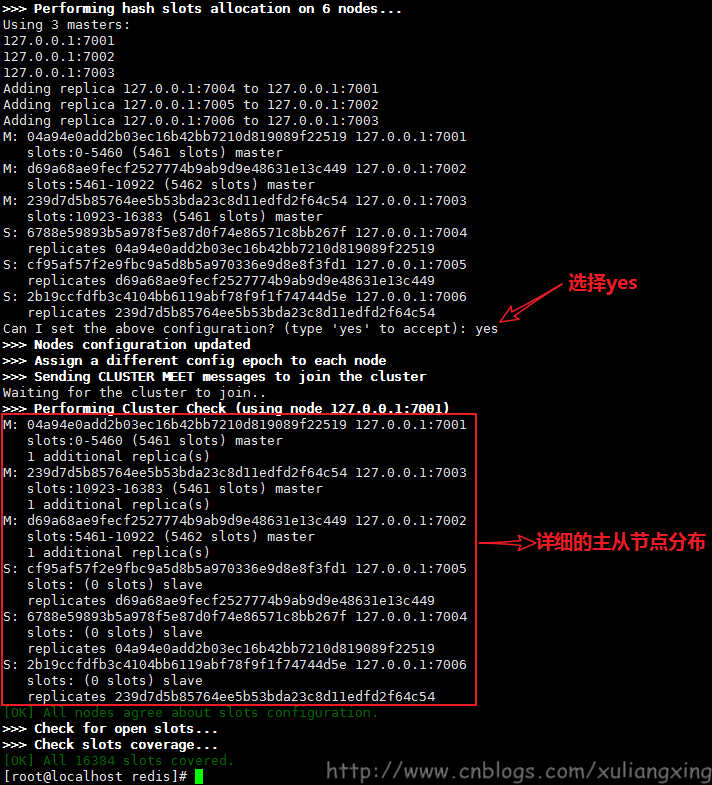 >>> Performing hash slots allocation on 6 nodes...
Using 3 masters:
127.0.0.1:7001
127.0.0.1:7002
127.0.0.1:7003
Adding replica 127.0.0.1:7004 to 127.0.0.1:7001
Adding replica 127.0.0.1:7005 to 127.0.0.1:7002
Adding replica 127.0.0.1:7006 to 127.0.0.1:7003
M: 04a94e0add2b03ec16b42bb7210d819089f22519 127.0.0.1:7001
slots:0-5460 (5461 slots) master
M: d69a68ae9fecf2527774b9ab9d9e48631e13c449 127.0.0.1:7002
slots:5461-10922 (5462 slots) master
M: 239d7d5b85764ee5b53bda23c8d11edfd2f64c54 127.0.0.1:7003
slots:10923-16383 (5461 slots) master
S: 6788e59893b5a978f5e87d0f74e86571c8bb267f 127.0.0.1:7004
replicates 04a94e0add2b03ec16b42bb7210d819089f22519
S: cf95af57f2e9fbc9a5d8b5a970336e9d8e8f3fd1 127.0.0.1:7005
replicates d69a68ae9fecf2527774b9ab9d9e48631e13c449
S: 2b19ccfdfb3c4104bb6119abf78f9f1f74744d5e 127.0.0.1:7006
replicates 239d7d5b85764ee5b53bda23c8d11edfd2f64c54
选择yes
Can I set the above configuration? (type 'yes' to accept): yes
>>> Nodes configuration updated
>>> Assign a different config epoch to each node
>>> Sending CLUSTER MEET messages to join the cluster
Waiting for the cluster to join..
>>> Performing Cluster Check (using node 127.0.0.1:7001)
M: 04a94e0add2b03ec16b42bb7210d819089f22519 127.0.0.1:7001
slots:0-5460 (5461 slots) master
1 additional replica(s)
M: 239d7d5b85764ee5b53bda23c8d11edfd2f64c54 127.0.0.1:7003
slots:10923-16383 (5461 slots) master
1 additional replica(s)
M: d69a68ae9fecf2527774b9ab9d9e48631e13c449 127.0.0.1:7002
slots:5461-10922 (5462 slots) master
1 additional replica(s)
详细的主从节点分布
S: cf95af57f2e9fbc9a5d8b5a970336e9d8e8f3fd1 127.0.0.1:7005
slots: (0 slots) slave
replicates d69a68ae9fecf2527774b9ab9d9e48631e13c449
S: 6788e59893b5a978f5e87d0f74e86571c8bb267f 127.0.0.1:7004
slots: (0 slots) slave
replicates 04a94e0add2b03ec16b42bb7210d819089f22519
S: 2b19ccfdfb3c4104bb6119abf78f9f1f74744d5e 127.0.0.1:7006
slots: (0 slots) slave
replicates 239d7d5b85764ee5b53bda23c8d11edfd2f64c54
[OK] All nodes agree about slots configuration.
>>> Check for open slots...
>>> Check slots coverage...
[OK] All 16384 slots covered.
[root@localhost redis]#
http://www.cnblogs.com/xuliangxing